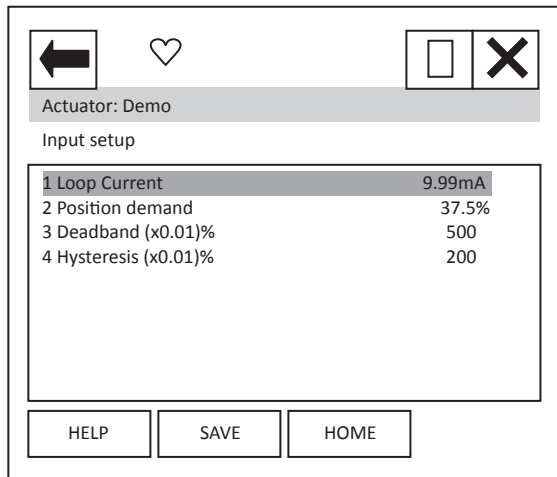 Actuator: Demo
Input setup
1 Loop Current 9.99mA
2 Position demand 37.5%
3 Deadband (x0.01)% 500
4 Hysteresis (x0.01)% 200
HELP SAVE HOME